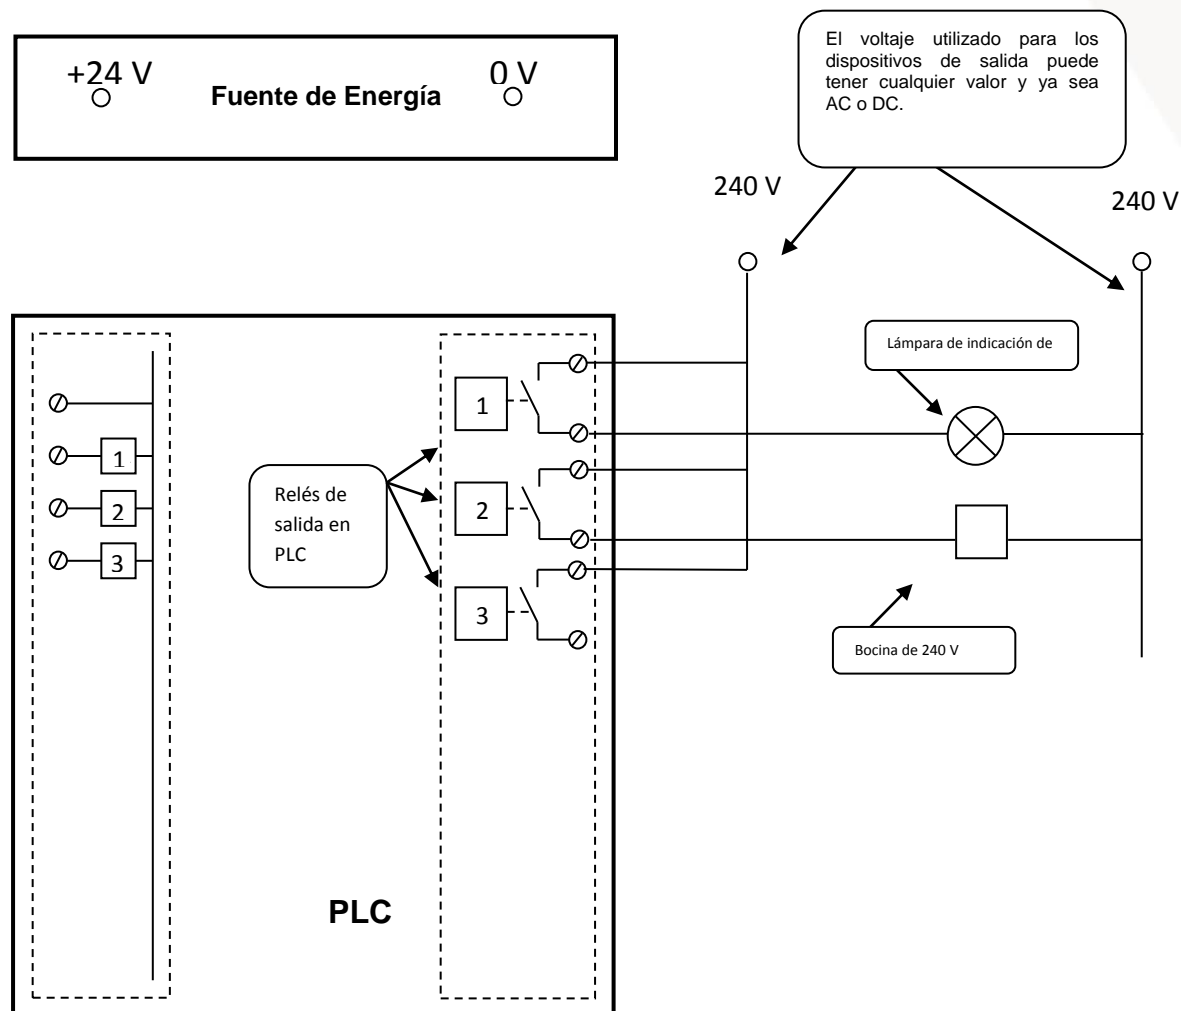 +24 V
0 V
Fuente de Energía
El voltaje utilizado para los
dispositivos de salida puede
tener cualquier valor y ya sea
AC o DC.
240 V
240 V
Lámpara de indicación de
1
2
3
Relés de
salida en
PLC
1
2
3
Bocina de 240 V
PLC